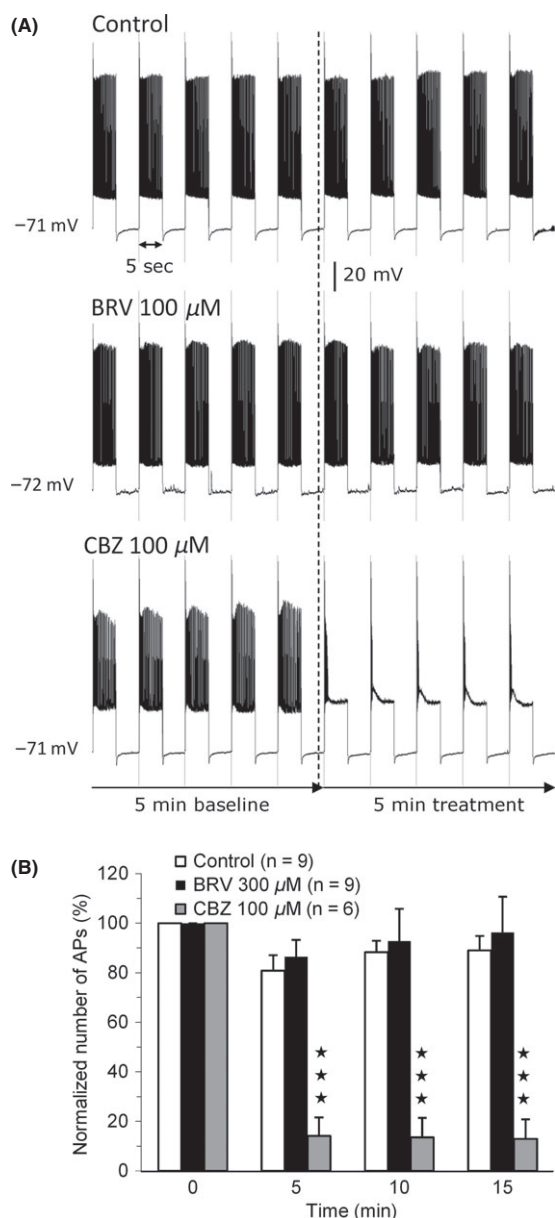 (A)
Control
−71 mV
5 sec
20 mV
BRV 100 µM
−72 mV
CBZ 100 µM
−71 mV
5 min baseline
5 min treatment
(B)
Normalized number of APs (%)
120
100
80
60
40
20
0
Control (n = 9)
BRV 300 µM (n = 9)
CBZ 100 µM (n = 6)
★★★
★★★
★★★
0
5
10
15
Time (min)